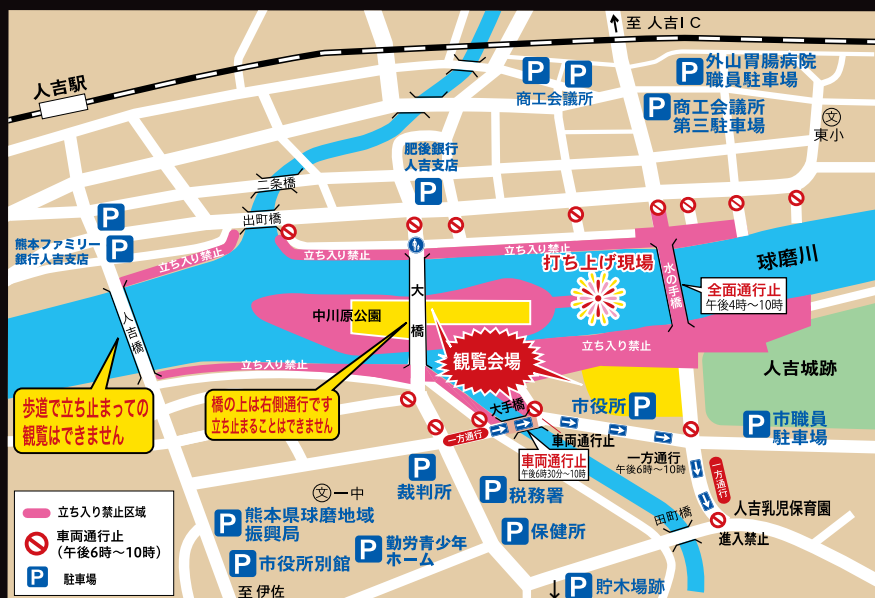 至 人吉IC
人吉駅
P
P
商工会議所
P
外山胃腸病院
職員駐車場
P
商工会議所
第三駐車場
文
東小
肥後銀行
人吉支店
P
二条橋
出町橋
P
熊本ファミリー
銀行人吉支店
P
立ち入り禁止
立ち入り禁止
立ち入り禁止
打ち上げ現場
水の手橋
球磨川
全面通行止
午後4時～10時
大橋
中川原公園
人吉橋
観覧会場
立ち入り禁止
立ち入り禁止
人吉城跡
歩道で立ち止まっての
観覧はできません
橋の上は右側通行です
立ち止まることはできません
大手橋
市役所
P
P
市職員
駐車場
一方通行
車両通行止
車両通行止
午後6時30分～10時
一方通行
午後6時～10時
一方通行
P
裁判所
P
税務署
田町橋
人吉乳児保育園
進入禁止
文
一中
P
熊本県球磨地域
振興局
P
保健所
P
勤労青少年
ホーム
P
市役所別館
至 伊佐
P
貯木場跡
立ち入り禁止区域
車両通行止
(午後6時～10時)
P
駐車場